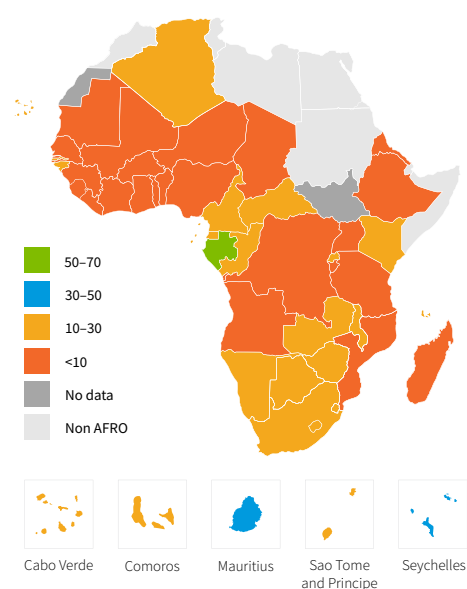 50–70
30–50
10–30
<10
No data
Non AFRO
Cabo Verde
Comoros
Mauritius
Sao Tome
and Principe
Seychelles